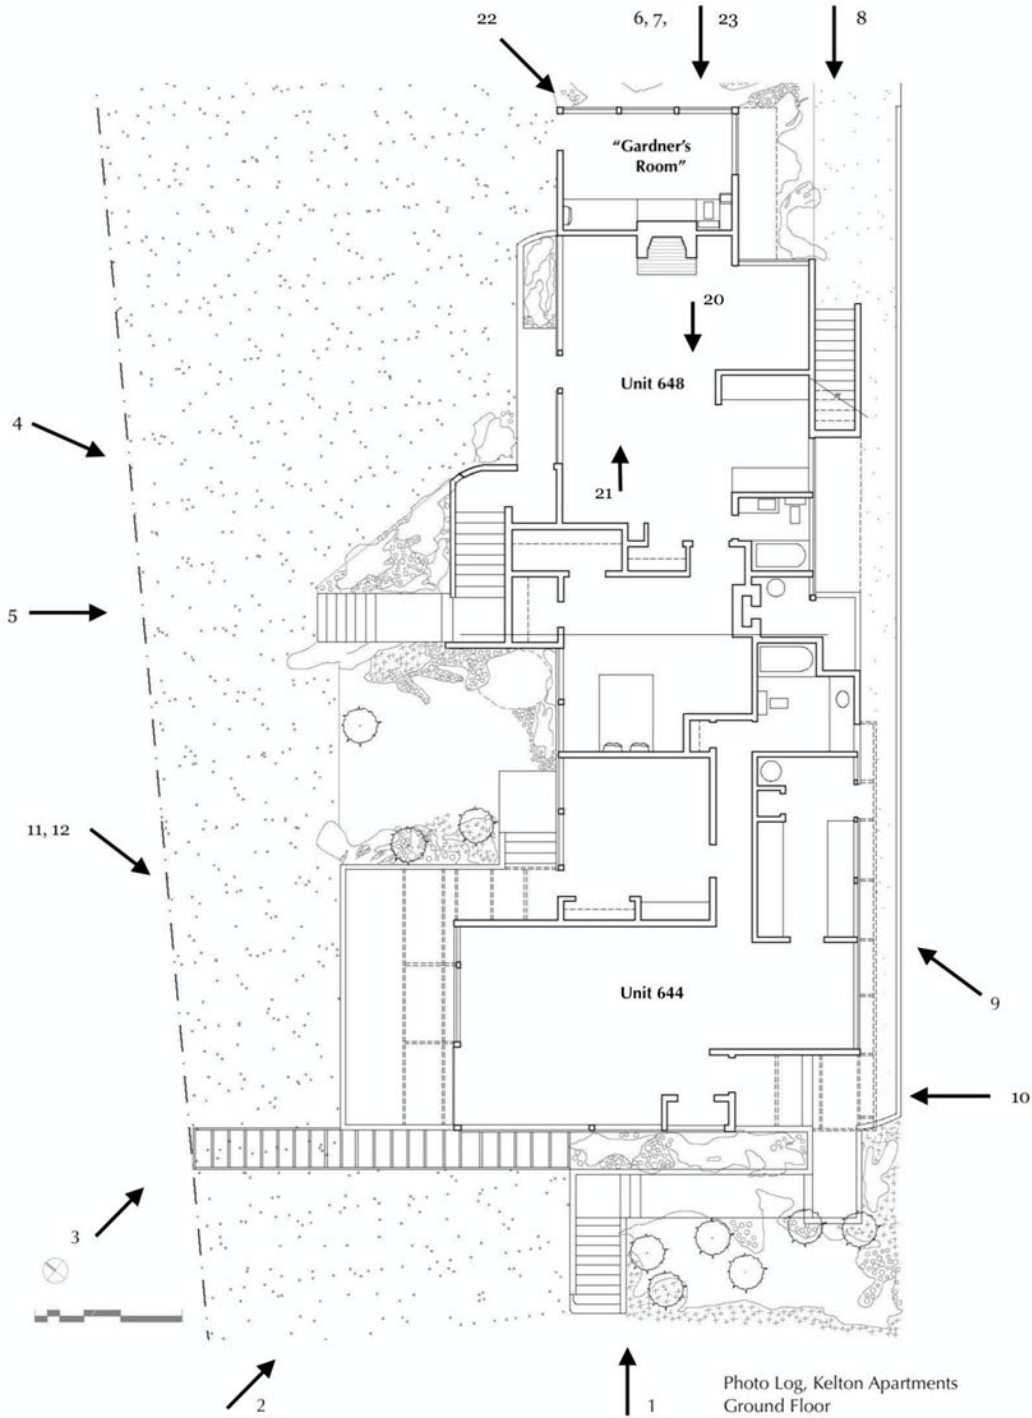 22
6, 7,
23
8
"Gardner's
Room"
20
Unit 648
4
21
5
11, 12
Unit 644
9
10
3
2
1
Photo Log, Kelton Apartments
Ground Floor